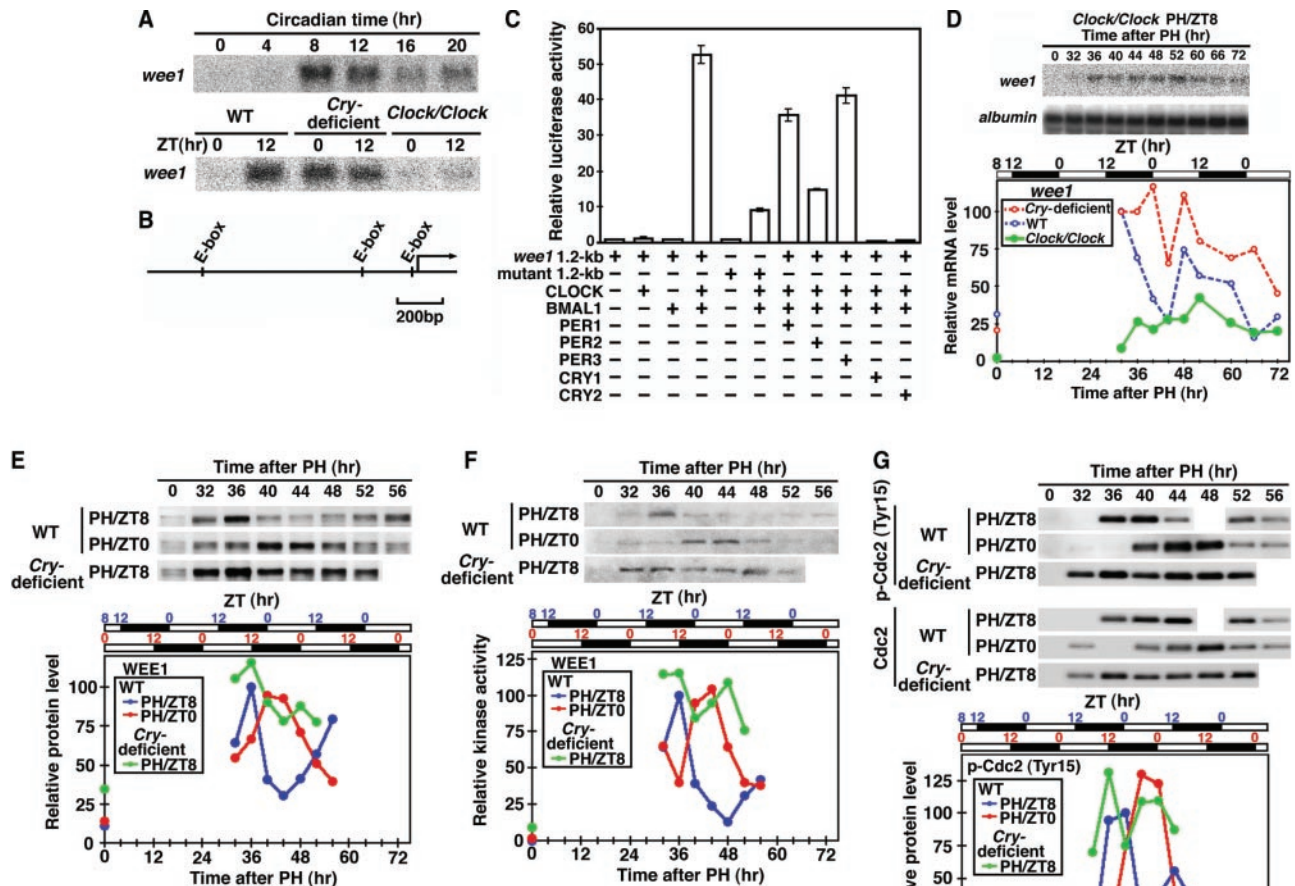 A
Circadian time (hr)
0 4 8 12 16 20
wee1
WT Cry-deficient Clock/Clock
ZT(hr) 0 12 0 12 0 12
wee1
B
E-box E-box E-box
200bp
C
Relative luciferase activity
60
50
40
30
20
10
0
wee1 1.2-kb + + + + − − + + + + +
mutant 1.2-kb − − − − + + − − − − −
CLOCK − + − + − + + + + + +
BMAL1 − − + + − + + + + + +
PER1 − − − − − − + − − − −
PER2 − − − − − − − + − − −
PER3 − − − − − − − − + − −
CRY1 − − − − − − − − − + −
CRY2 − − − − − − − − − − +
D
Clock/Clock PH/ZT8
Time after PH (hr)
0 32 36 40 44 48 52 60 66 72
wee1
albumin
ZT (hr)
8 12 0 12 0 12 0
Relative mRNA level
100
75
50
25
0
wee1
Cry-deficient
WT
Clock/Clock
0 12 24 36 48 60 72
Time after PH (hr)
E
Time after PH (hr)
0 32 36 40 44 48 52 56
WT
PH/ZT8
PH/ZT0
Cry-deficient
PH/ZT8
ZT (hr)
8 12 0 12 0 12 0
0 12 0 12 0 12 0
Relative protein level
100
75
50
25
0
WEE1
WT
PH/ZT8
PH/ZT0
Cry-deficient
PH/ZT8
0 12 24 36 48 60 72
Time after PH (hr)
F
Time after PH (hr)
0 32 36 40 44 48 52 56
WT
PH/ZT8
PH/ZT0
Cry-deficient
PH/ZT8
ZT (hr)
8 12 0 12 0 12 0
0 12 0 12 0 12 0
Relative kinase activity
125
100
75
50
25
0
WEE1
WT
PH/ZT8
PH/ZT0
Cry-deficient
PH/ZT8
0 12 24 36 48 60 72
Time after PH (hr)
G
Time after PH (hr)
0 32 36 40 44 48 52 56
p-Cdc2 (Tyr15)
WT
PH/ZT8
PH/ZT0
Cry-deficient
PH/ZT8
Cdc2
WT
PH/ZT8
PH/ZT0
Cry-deficient
PH/ZT8
ZT (hr)
8 12 0 12 0 12 0
0 12 0 12 0 12 0
ve protein level
125
100
75
50
p-Cdc2 (Tyr15)
WT
PH/ZT8
PH/ZT0
Cry-deficient
PH/ZT8